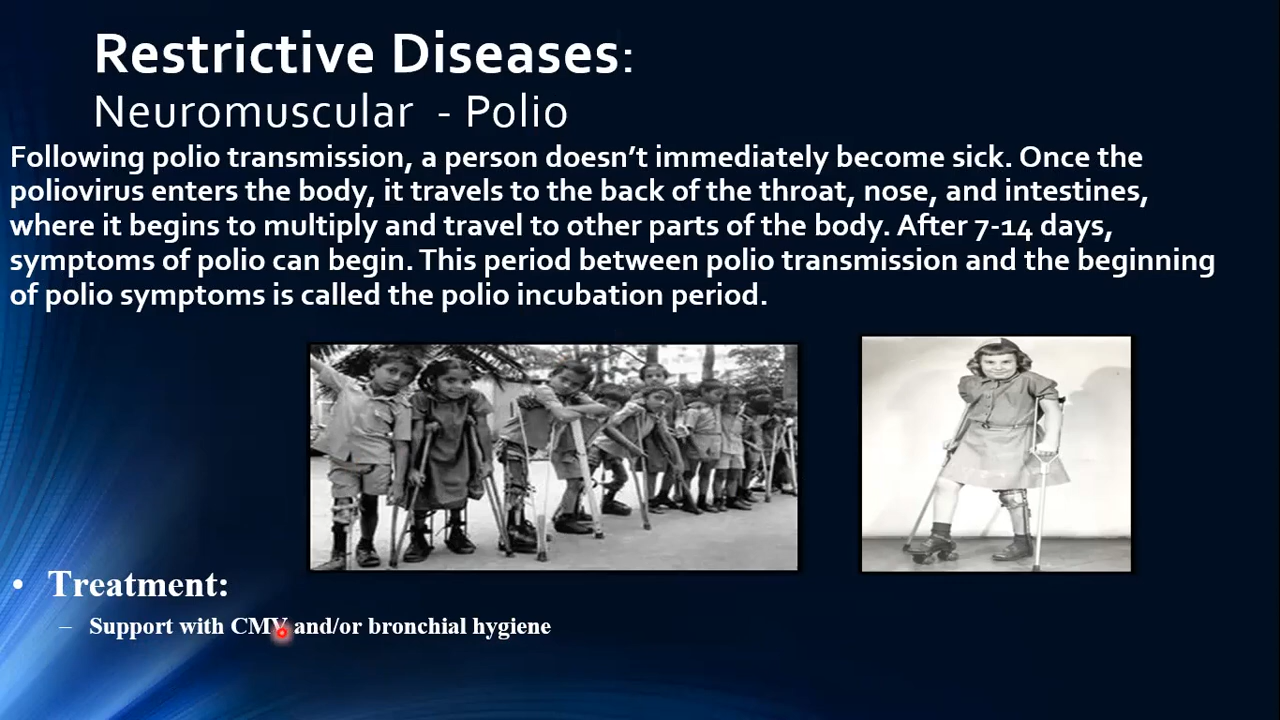 Restrictive Diseases:
Neuromuscular - Polio
Following polio transmission, a person doesn’t immediately become sick. Once the
poliovirus enters the body, it travels to the back of the throat, nose, and intestines,
where it begins to multiply and travel to other parts of the body. After 7-14 days,
symptoms of polio can begin. This period between polio transmission and the beginning
of polio symptoms is called the polio incubation period.
• Treatment:
– Support with CMV and/or bronchial hygiene